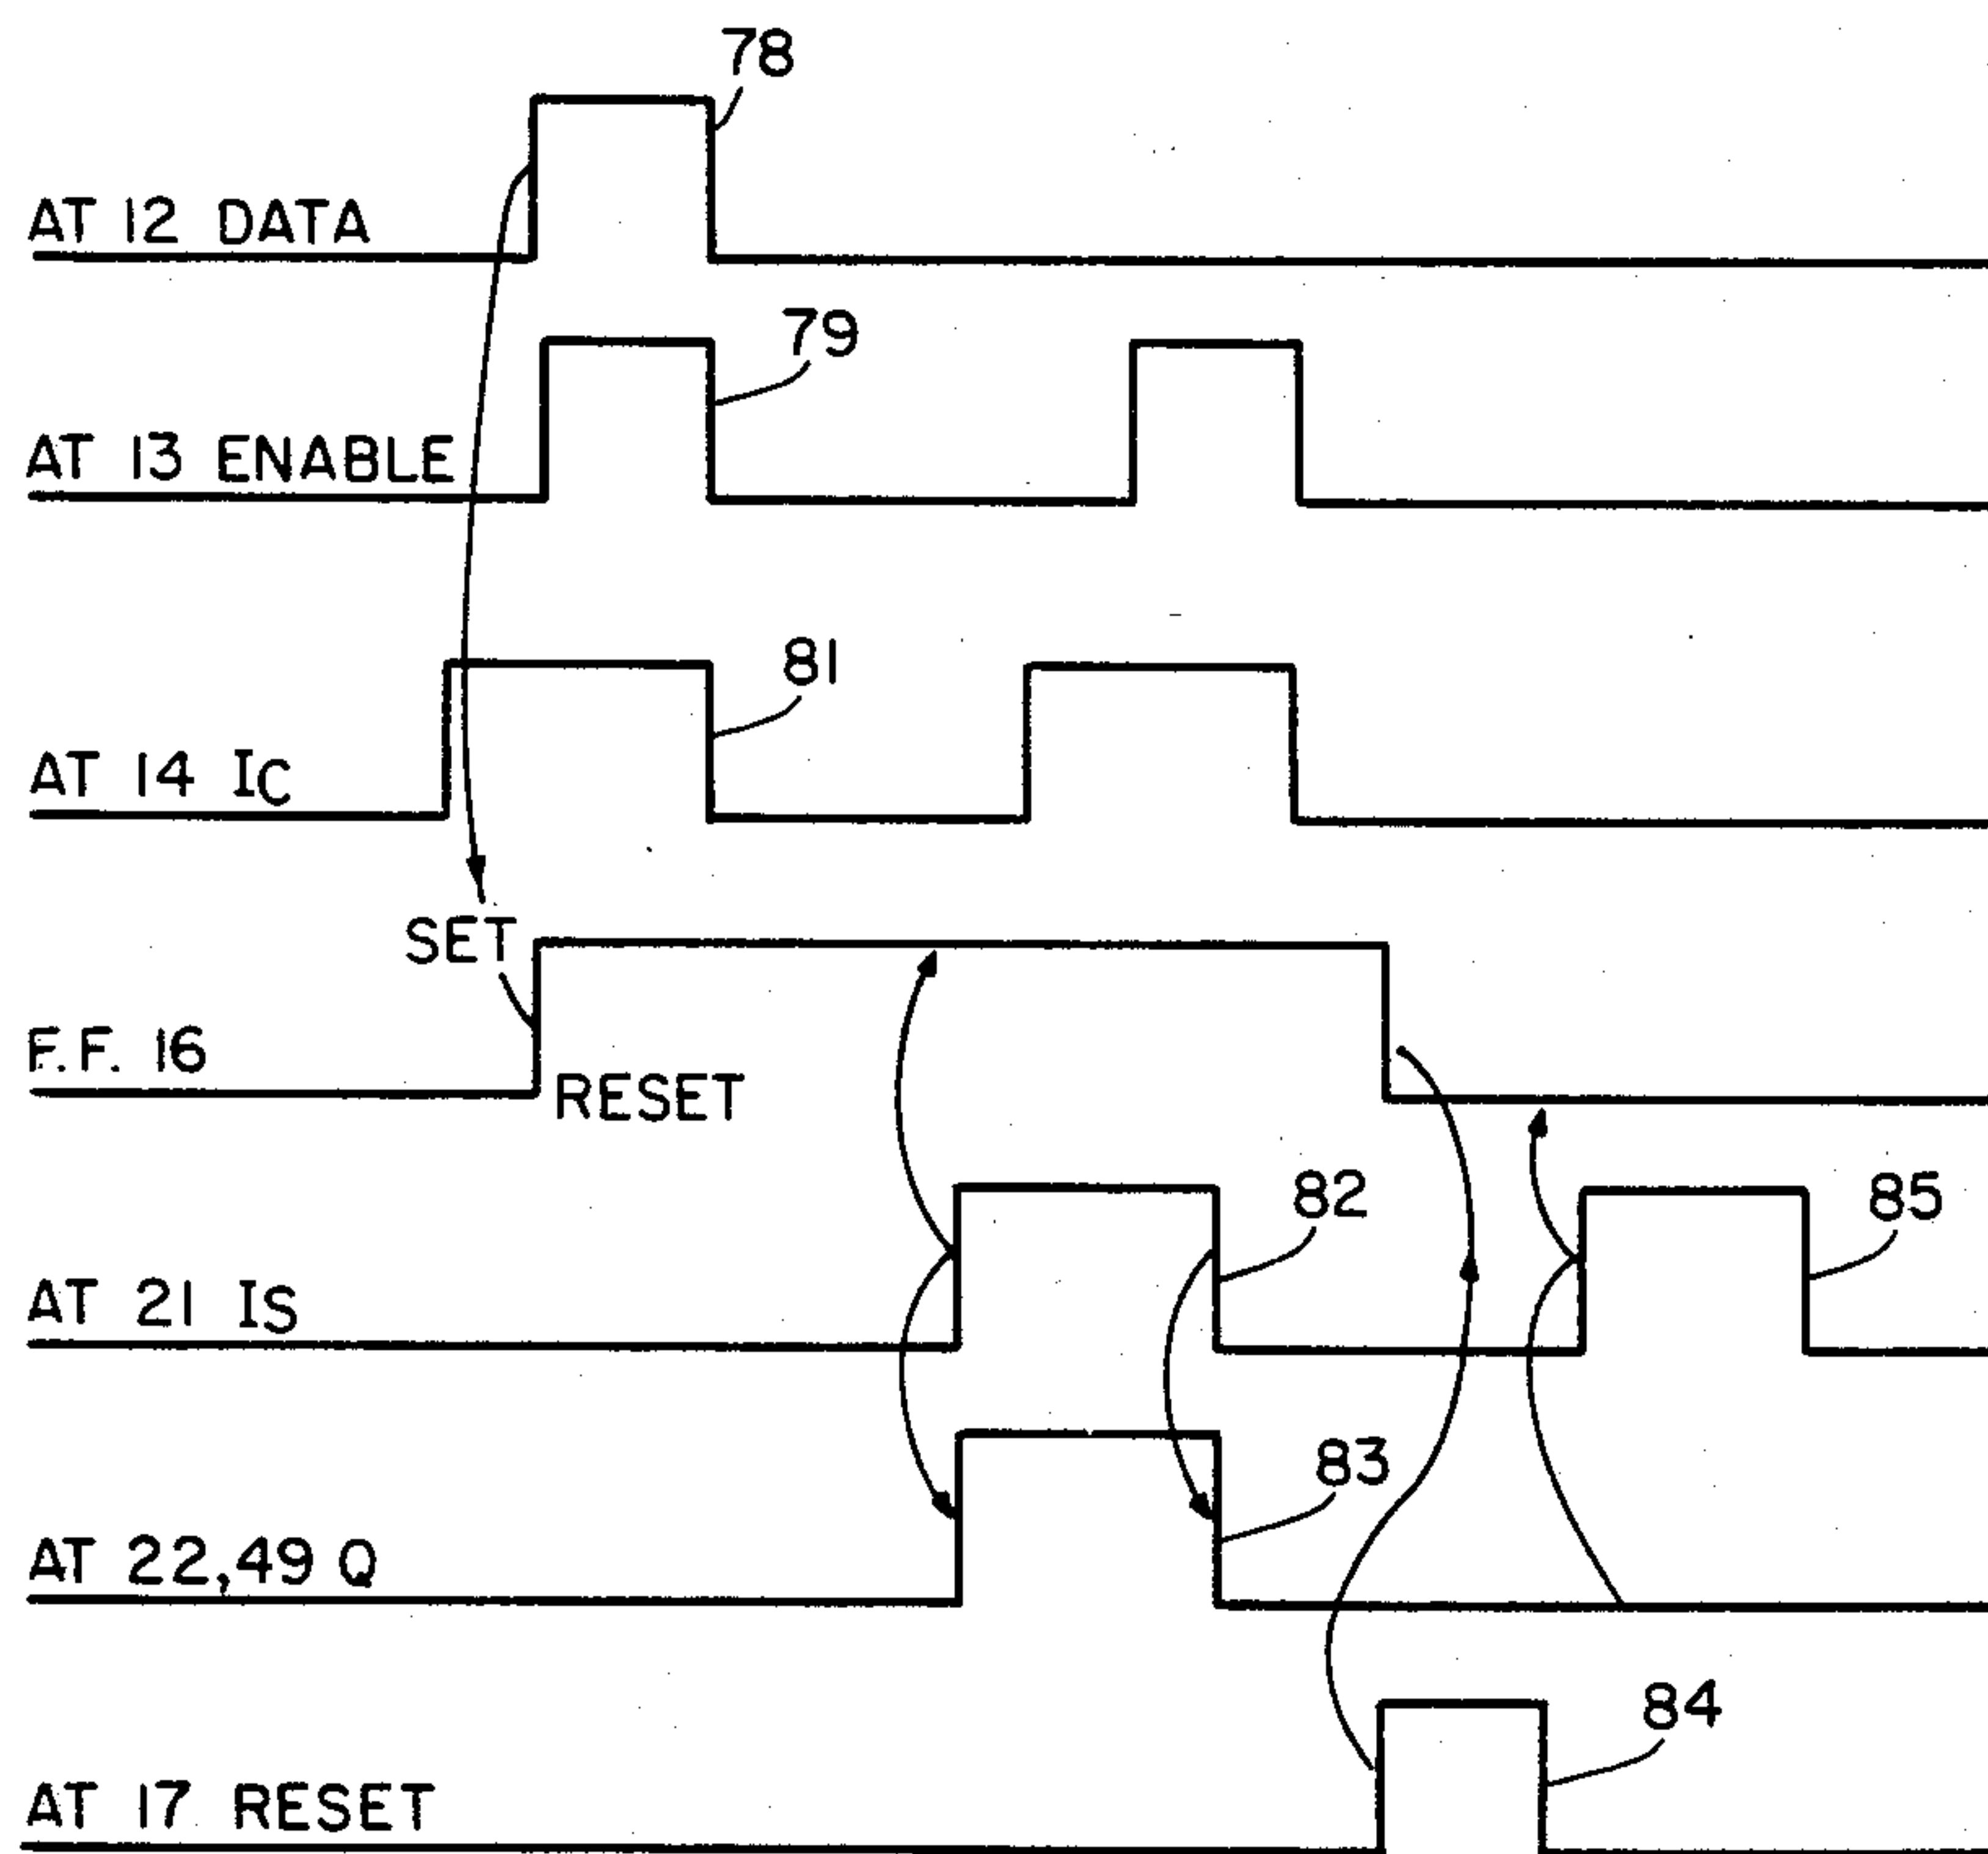 78
AT 12 DATA
79
AT 13 ENABLE
81
AT 14 IC
SET
F.F. 16
RESET
82
85
AT 21 IS
83
AT 22,49 Q
84
AT 17 RESET